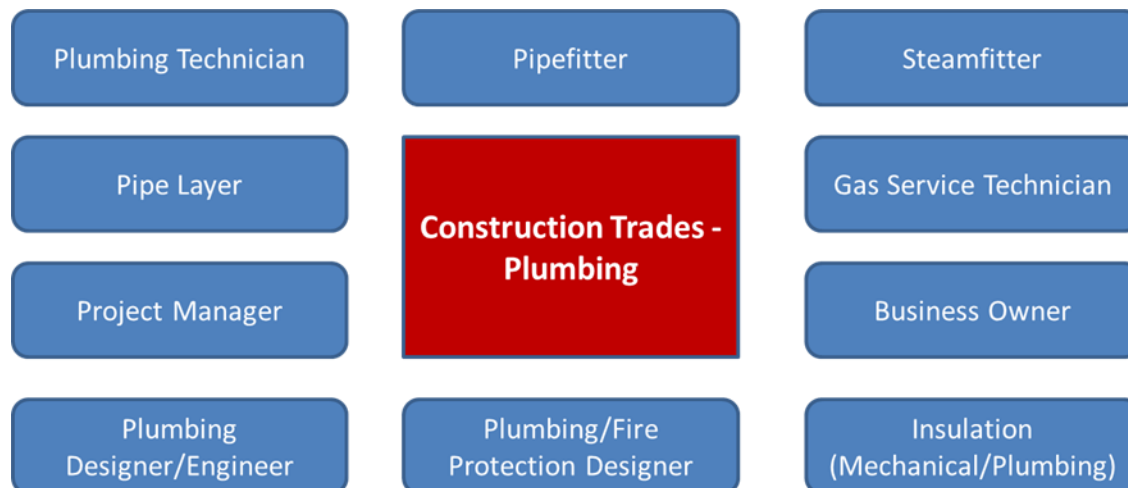 Plumbing Technician
Pipefitter
Steamfitter
Pipe Layer
Construction Trades -
Plumbing
Gas Service Technician
Project Manager
Business Owner
Plumbing
Designer/Engineer
Plumbing/Fire
Protection Designer
Insulation
(Mechanical/Plumbing)